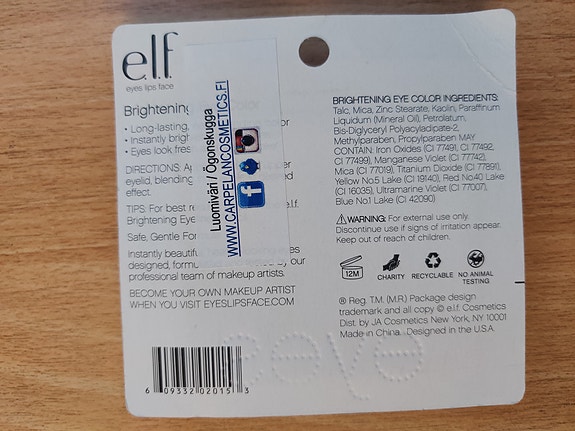 e.l.f.
eyes lips face
Brightening
• Long-lasting, or
• Instantly brigh
• Eyes look fres
DIRECTIONS: Ap er
eyelid, blending
effect.
TIPS: For best re e.l.f.
Brightening Eye
Safe, Gentle For
Instantly beautiful es
designed, formu by our
professional team of makeup artists.
BECOME YOUR OWN MAKEUP ARTIST
WHEN YOU VISIT EYESLIPSFACE.COM
Luomiväri / Ögonskugga
WWW.CARPELANCOSMETICS.FI
6 09332 02015 3
BRIGHTENING EYE COLOR INGREDIENTS:
Talc, Mica, Zinc Stearate, Kaolin, Paraffinum
Liquidum (Mineral Oil), Petrolatum,
Bis-Diglyceryl Polyacyladipate-2,
Methylparaben, Propylparaben MAY
CONTAIN: Iron Oxides (CI 77491, CI 77492,
CI 77499), Manganese Violet (CI 77742),
Mica (CI 77019), Titanium Dioxide (CI 77891),
Yellow No.5 Lake (CI 19140), Red No.40 Lake
(CI 16035), Ultramarine Violet (CI 77007),
Blue No.1 Lake (CI 42090)
WARNING: For external use only.
Discontinue use if signs of irritation appear.
Keep out of reach of children.
12M CHARITY RECYCLABLE NO ANIMAL
TESTING
® Reg. T.M. (M.R.) Package design
trademark and all copy © e.l.f. Cosmetics
Dist. by JA Cosmetics New York, NY 10001
Made in China. Designed in the U.S.A.